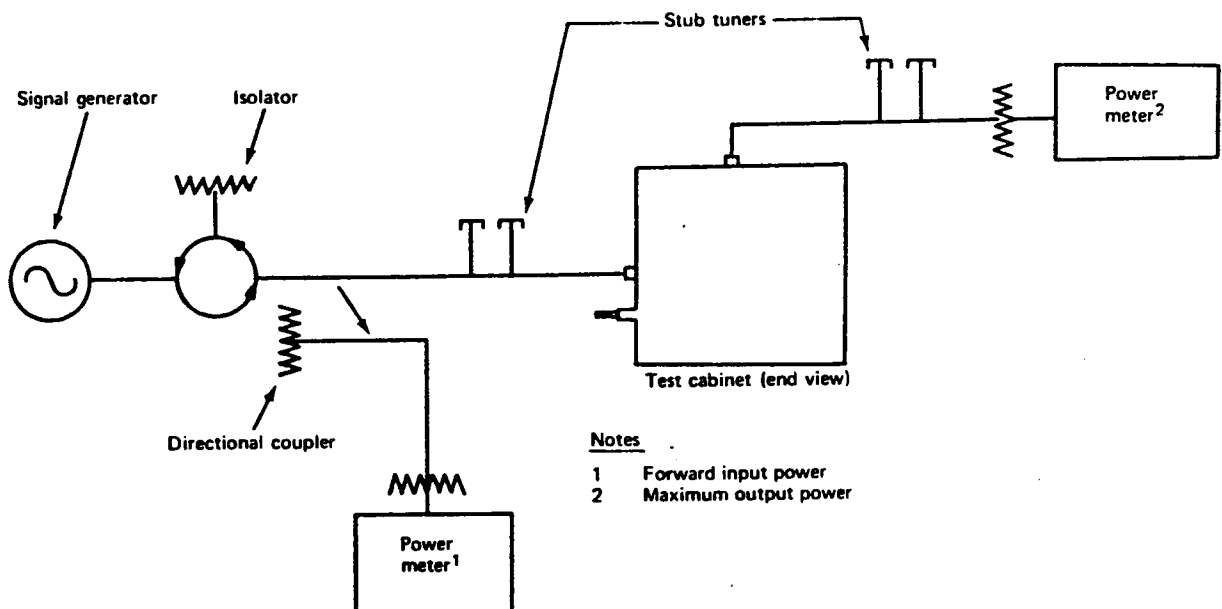 Stub tuners
Signal generator
Isolator
Power
meter2
Test cabinet (end view)
Directional coupler
Notes
1 Forward input power
2 Maximum output power
Power
meter1